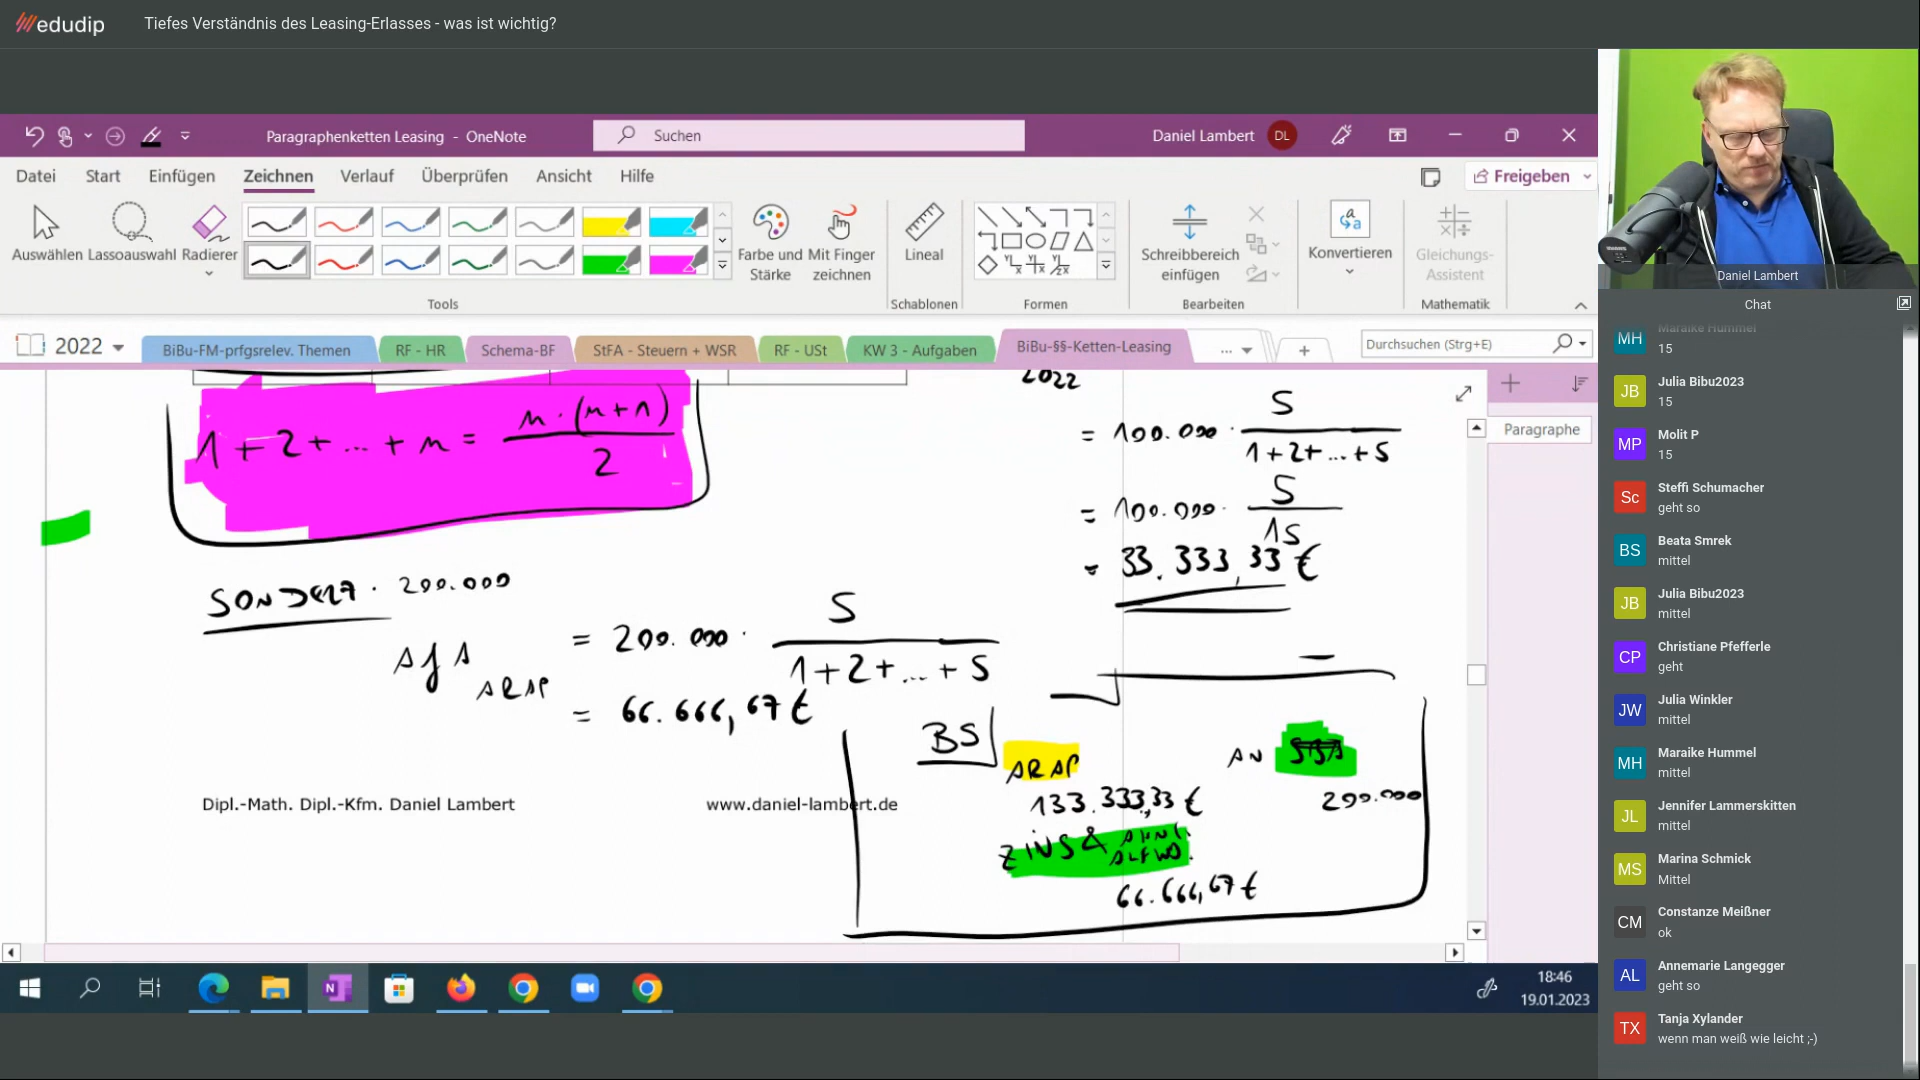 edudip
Tiefes Verständnis des Leasing-Erlasses - was ist wichtig?
Paragraphenketten Leasing - OneNote
Suchen
Daniel Lambert
DL
Datei Start Einfügen Zeichnen Verlauf Überprüfen Ansicht Hilfe
Freigeben
Auswählen
Lassoauswahl
Radierer
Farbe und Stärke
Mit Finger zeichnen
Lineal
Schreibbereich einfügen
Konvertieren
Gleichungs-Assistent
Tools
Schablonen
Formen
Bearbeiten
Mathematik
2022
BiBu-FM-prfgsrelev. Themen
RF - HR
Schema-BF
StFA - Steuern + WSR
RF - USt
KW 3 - Aufgaben
BiBu-§§-Ketten-Leasing
...
Durchsuchen (Strg+E)
Paragraphe
1+2+...+n = n·(n+1)
2
2022
= 100.000 · 5
1+2+...+5
= 100.000 · 5
15
= 33.333,33 €
SONDERZ. 200.000
AfA ARAP
= 200.000 · 5
1+2+...+5
= 66.666,67 €
BS
ARAP
AN
133.333,33 €
200.000
ZINS & ÄHNL. AUFWD.
66.666,67 €
Dipl.-Math. Dipl.-Kfm. Daniel Lambert
www.daniel-lambert.de
18:46
19.01.2023
Daniel Lambert
Chat
MH
Maraike Hummel
15
JB
Julia Bibu2023
15
MP
Molit P
15
Sc
Steffi Schumacher
geht so
BS
Beata Smrek
mittel
JB
Julia Bibu2023
mittel
CP
Christiane Pfefferle
geht
JW
Julia Winkler
mittel
MH
Maraike Hummel
mittel
JL
Jennifer Lammerskitten
mittel
MS
Marina Schmick
Mittel
CM
Constanze Meißner
ok
AL
Annemarie Langegger
geht so
TX
Tanja Xylander
wenn man weiß wie leicht ;-)